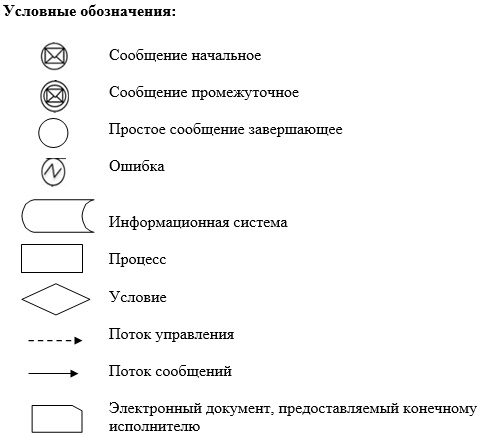 Условные обозначения:
Сообщение начальное
Сообщение промежуточное
Простое сообщение завершающее
Ошибка
Информационная система
Процесс
Условие
Поток управления
Поток сообщений
Электронный документ, предоставляемый конечному
исполнителю